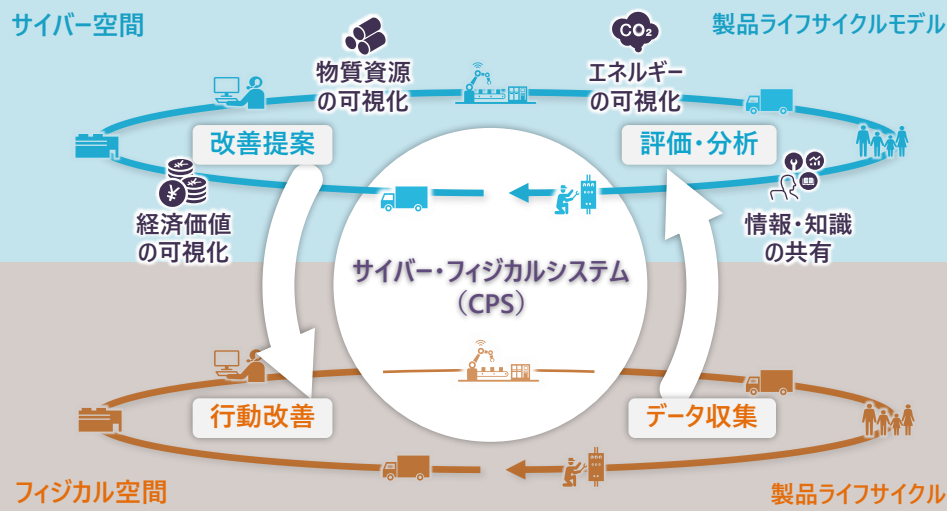 サイバー空間
製品ライフサイクルモデル
物質資源
の可視化
CO₂
エネルギー
の可視化
改善提案
評価・分析
¥
経済価値
の可視化
情報・知識
の共有
サイバー・フィジカルシステム
（CPS）
行動改善
データ収集
フィジカル空間
製品ライフサイクル